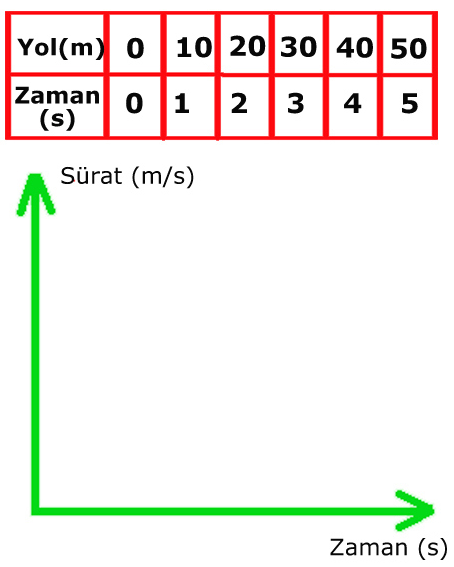 Yol(m) 0 10 20 30 40 50
Zaman (s) 0 1 2 3 4 5
Sürat (m/s)
Zaman (s)